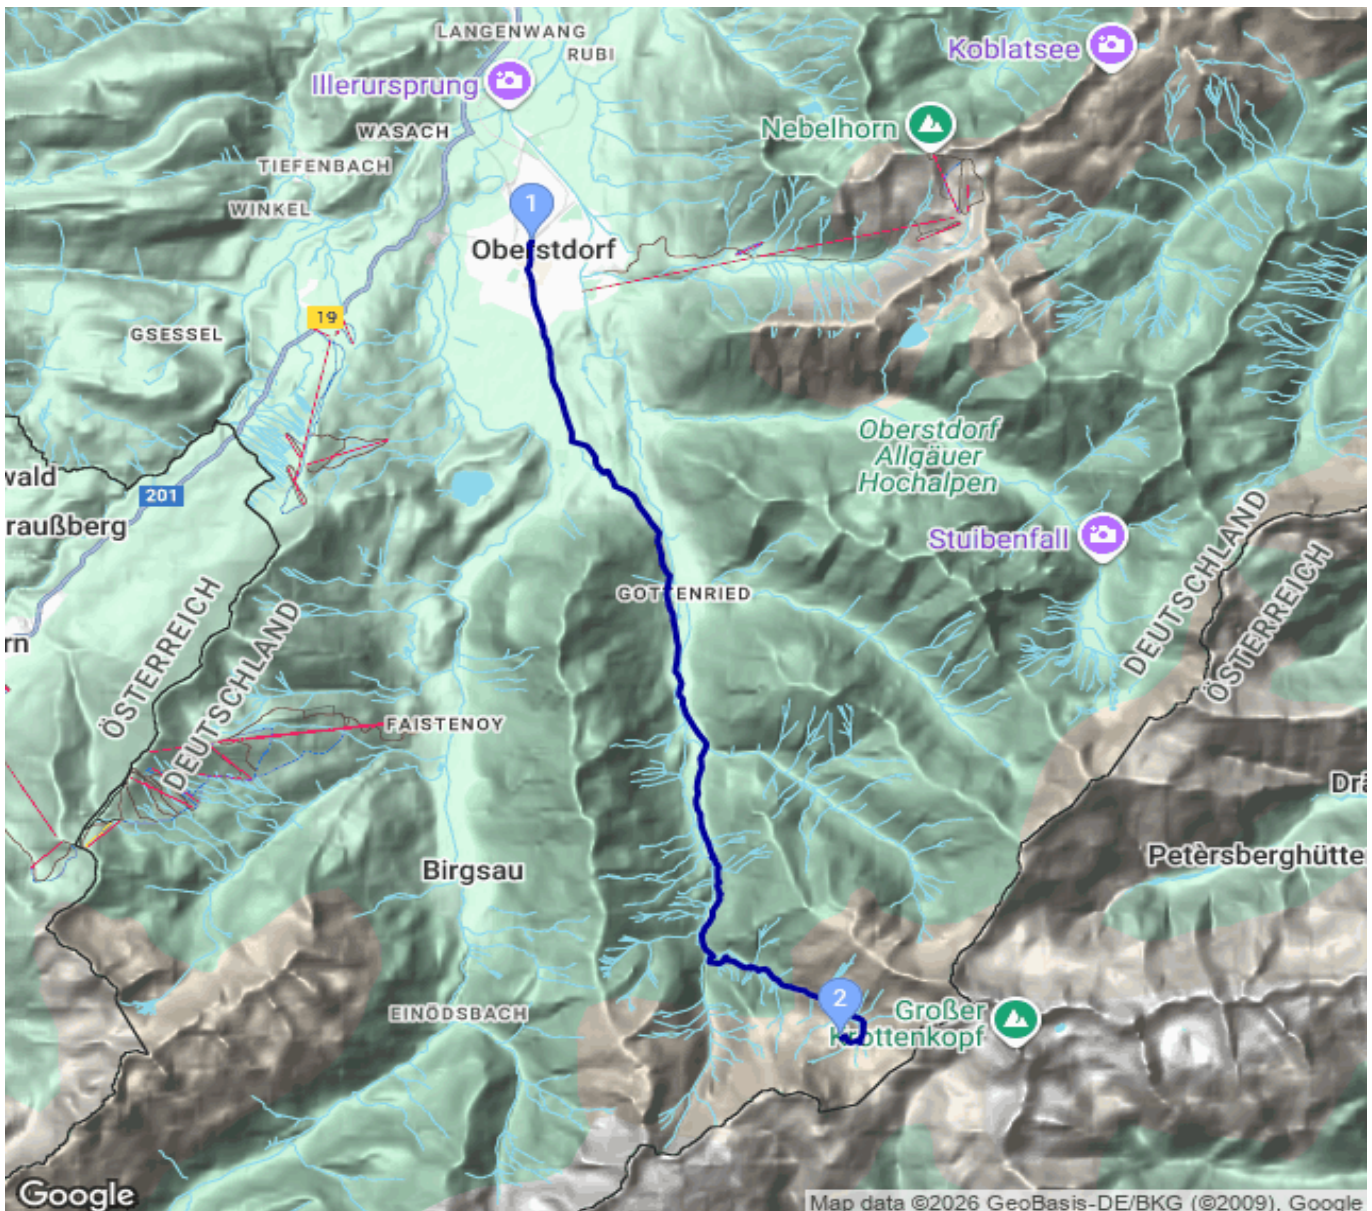 LANGENWANG
RUBI
Koblatsee
Illerursprung
Nebelhorn
WASACH
TIEFENBACH
WINKEL
1
Oberstdorf
19
GSESSEL
Oberstdorf
Allgäuer
Hochalpen
wald
201
raußberg
Stuibenfall
DEUTSCHLAND
ÖSTERREICH
GOTTENRIED
rn
ÖSTERREICH
DEUTSCHLAND
FAISTENOY
Drä
Birgsau
Petersberghütte
2
EINÖDSBACH
Großer
Krottenkopf
Google
Map data ©2026 GeoBasis-DE/BKG (©2009), Google